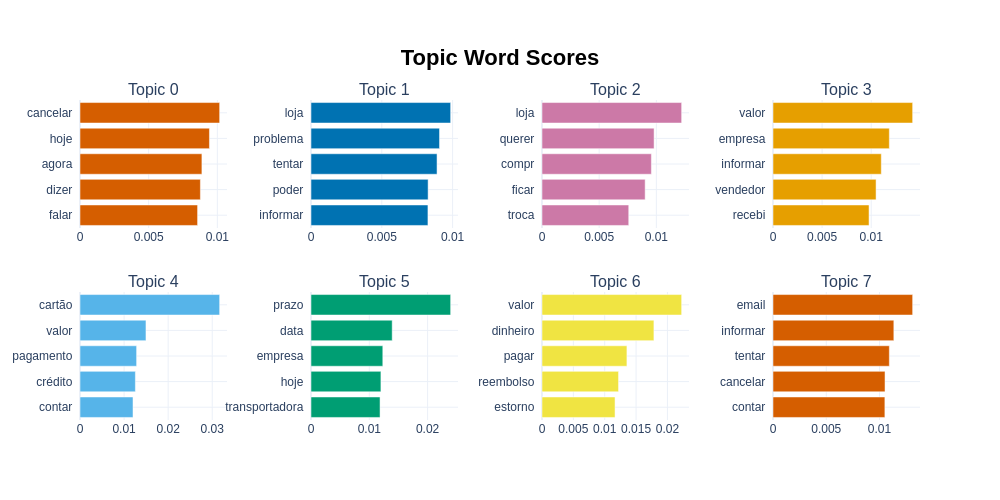 Topic Word Scores
Topic 0
cancelar
hoje
agora
dizer
falar
0 0.005 0.01
Topic 1
loja
problema
tentar
poder
informar
0 0.005 0.01
Topic 2
loja
querer
compr
ficar
troca
0 0.005 0.01
Topic 3
valor
empresa
informar
vendedor
recebi
0 0.005 0.01
Topic 4
cartão
valor
pagamento
crédito
contar
0 0.01 0.02 0.03
Topic 5
prazo
data
empresa
hoje
transportadora
0 0.01 0.02
Topic 6
valor
dinheiro
pagar
reembolso
estorno
0 0.005 0.01 0.015 0.02
Topic 7
email
informar
tentar
cancelar
contar
0 0.005 0.01